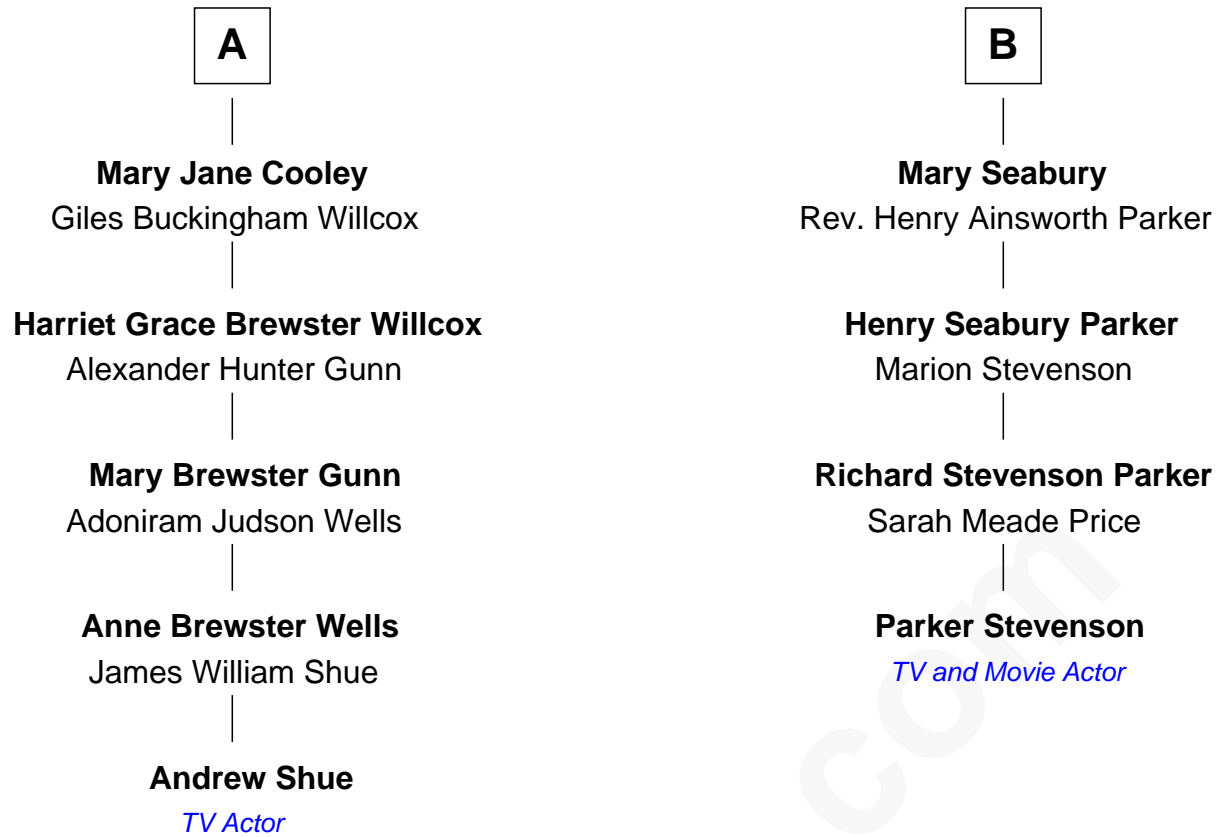 A
Mary Jane Cooley
Giles Buckingham Willcox
Harriet Grace Brewster Willcox
Alexander Hunter Gunn
Mary Brewster Gunn
Adoniram Judson Wells
Anne Brewster Wells
James William Shue
Andrew Shue
TV Actor
B
Mary Seabury
Rev. Henry Ainsworth Parker
Henry Seabury Parker
Marion Stevenson
Richard Stevenson Parker
Sarah Meade Price
Parker Stevenson
TV and Movie Actor
com